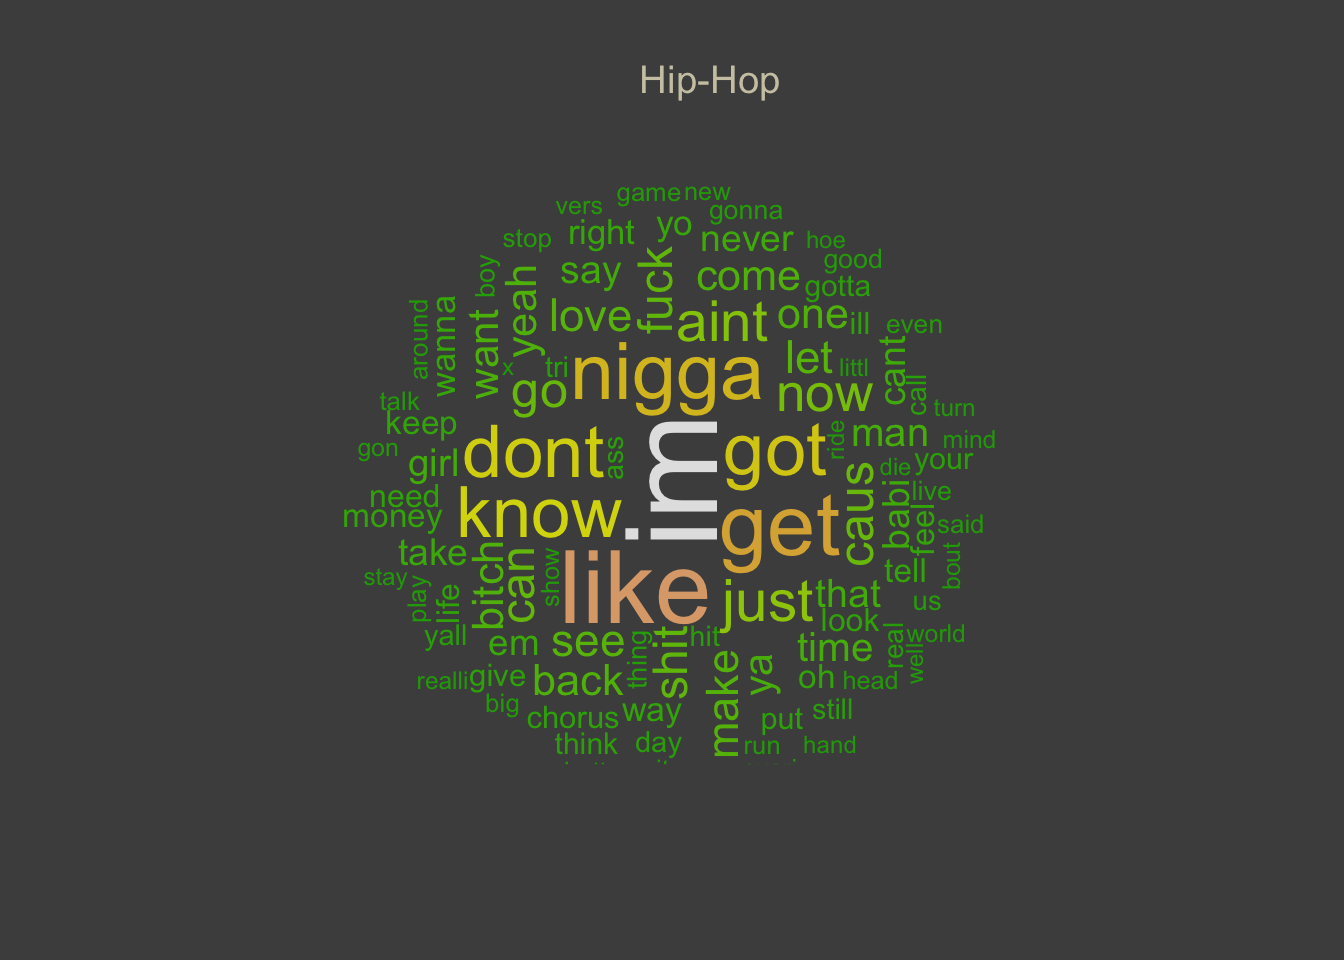 Hip-Hop
game new
vers
gonna
yo
right
never
hoe
stop
say
fuck
come
good
boy
yeah
gotta
love
aint
one
ill
even
around
wanna
want
let
cant
x
tri
nigga
littl
go
now
call
turn
talk
keep
dont
im
got
ride
man
mind
gon
girl
ass
die
your
need
know
caus
babi
live
money
get
feel
said
take
bitch
can
show
like
tell
bout
stay
play
life
just
that
us
look
yall
em
see
hit
time
real
world
well
thing
shit
ya
realli
give
back
make
oh
head
big
chorus
way
put
still
think
day
run
hand